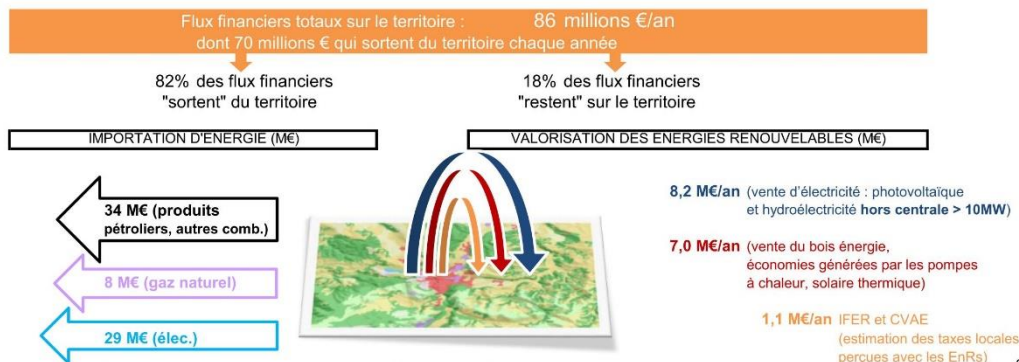 Flux financiers totaux sur le territoire : 86 millions €/an
dont 70 millions € qui sortent du territoire chaque année
82% des flux financiers
"sortent" du territoire
18% des flux financiers
"restent" sur le territoire
IMPORTATION D'ENERGIE (M€)
VALORISATION DES ENERGIES RENOUVELABLES (M€)
34 M€ (produits
pétroliers, autres comb.)
8 M€ (gaz naturel)
29 M€ (élec.)
8,2 M€/an (vente d'électricité : photovoltaïque
et hydroélectricité hors centrale > 10MW)
7,0 M€/an (vente du bois énergie,
économies générées par les pompes
à chaleur, solaire thermique)
1,1 M€/an IFER et CVAE
(estimation des taxes locales
perçues avec les EnRs)